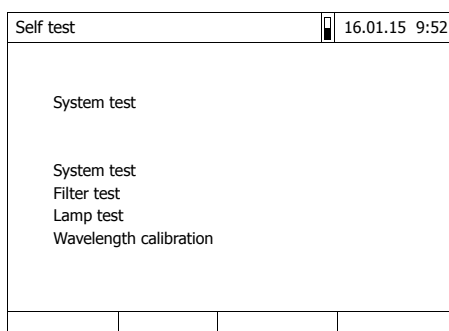 Self test 16.01.15 9:52
System test
System test
Filter test
Lamp test
Wavelength calibration